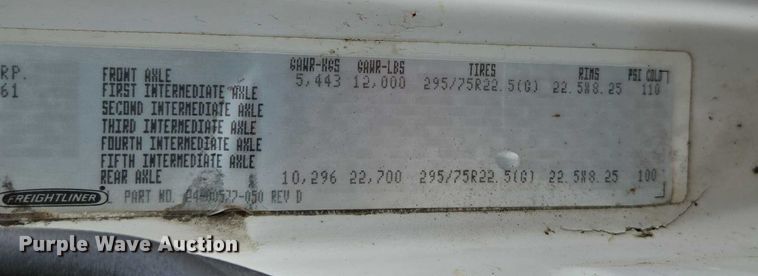 RP.
61
GAWR-KGS GAWR-LBS TIRES RIMS PSI COLD
FRONT AXLE 5,443 12,000 295/75R22.5(G) 22.5X8.25 110
FIRST INTERMEDIATE AXLE
SECOND INTERMEDIATE AXLE
THIRD INTERMEDIATE AXLE
FOURTH INTERMEDIATE AXLE
FIFTH INTERMEDIATE AXLE
REAR AXLE 10,296 22,700 295/75R22.5(G) 22.5X8.25 100
FREIGHTLINER PART NO. 24-00577-050 REV D
Purple Wave Auction